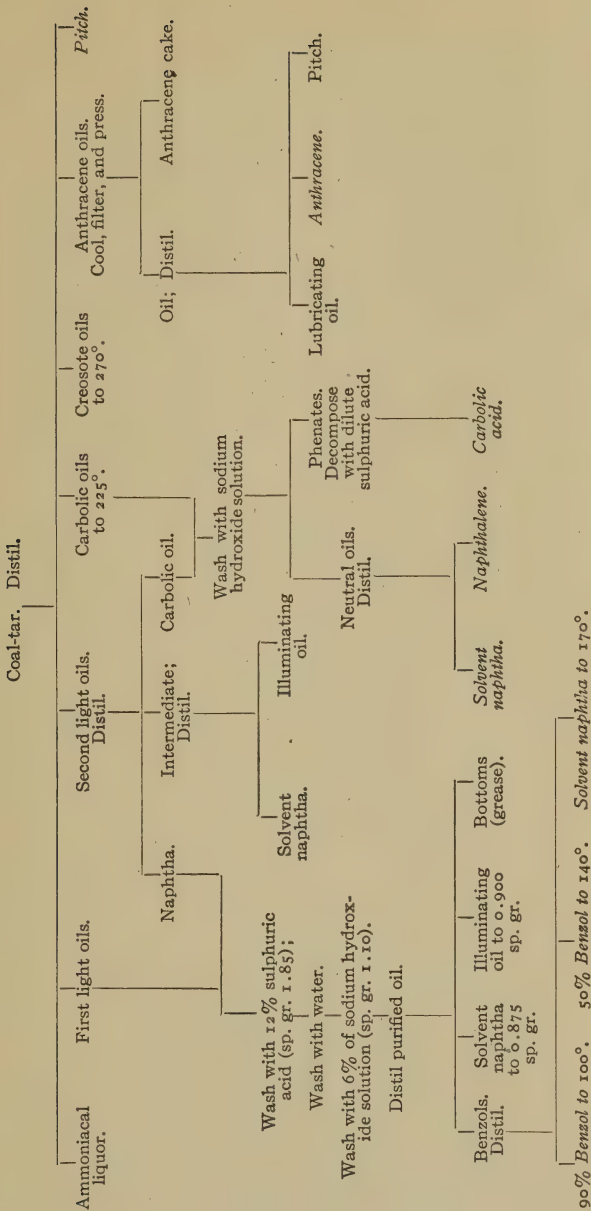 Coal-tar. Distil.
Ammoniacal
liquor.
First light oils.
Second light oils.
Distil.
Carbolic oils
to 225°.
Creosote oils
to 270°.
Anthracene oils.
Cool, filter, and press.
Pitch.
Naphtha.
Intermediate;
Distil.
Carbolic oil.
Oil; Distil.
Anthracene cake.
Wash with sodium
hydroxide solution.
Solvent
naphtha.
Illuminating
oil.
Lubricating
oil.
Anthracene.
Pitch.
Wash with 12% sulphuric
acid (sp. gr. 1.85);
Wash with water.
Wash with 6% of sodium hydrox-
ide solution (sp. gr. 1.10).
Distil purified oil.
Neutral oils.
Distil.
Phenates.
Decompose
with dilute
sulphuric acid.
Benzols.
Distil.
Solvent
naphtha
to 0.875
sp. gr.
Illuminating
oil to 0.900
sp. gr.
Bottoms
(grease).
Solvent
naphtha.
Naphthalene.
Carbolic
acid.
90% Benzol to 100°.
50% Benzol to 140°.
Solvent naphtha to 170°.